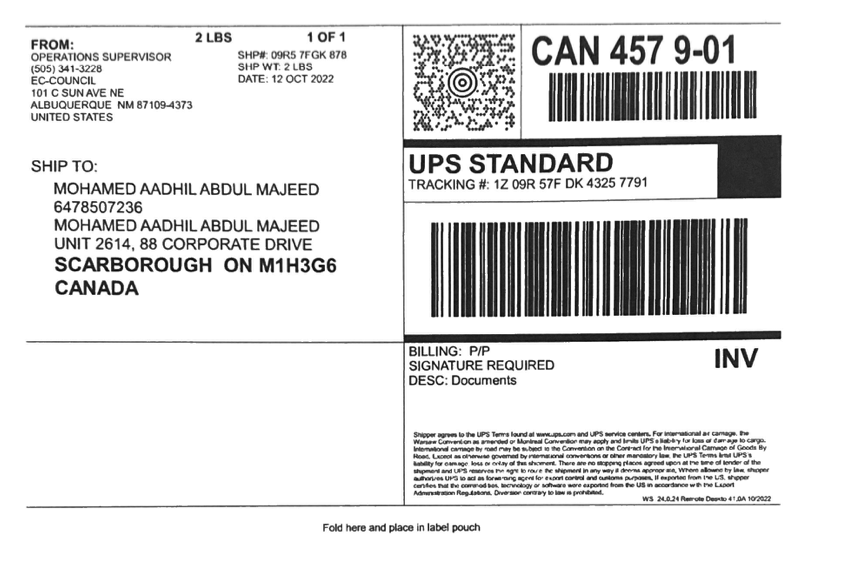 2 LBS 1 OF 1
FROM:
OPERATIONS SUPERVISOR
(505) 341-3228
EC-COUNCIL
101 C SUN AVE NE
ALBUQUERQUE NM 87109-4373
UNITED STATES
SHP#: 09R5 7FGK 878
SHP WT: 2 LBS
DATE: 12 OCT 2022
SHIP TO:
MOHAMED AADHIL ABDUL MAJEED
6478507236
MOHAMED AADHIL ABDUL MAJEED
UNIT 2614, 88 CORPORATE DRIVE
SCARBOROUGH ON M1H3G6
CANADA
CAN 457 9-01
UPS STANDARD
TRACKING #: 1Z 09R 57F DK 4325 7791
BILLING: P/P
SIGNATURE REQUIRED
DESC: Documents
INV
Shipper agrees to the UPS Terms found at www.ups.com and UPS service centers. For international air carriage, the
Warsaw Convention as amended or Montreal Convention may apply and limits UPS's liability for loss or damage to cargo.
International carriage by road may be subject to the Convention on the Contract for the International Carriage of Goods By
Road. Except as otherwise governed by international conventions or other mandatory law, the UPS Terms limit UPS's
liability for damage, loss or delay of this shipment. There are no stopping places agreed upon at the time of tender of the
shipment and UPS reserves the right to route the shipment in any way it deems appropriate. Where allowed by law, shipper
authorizes UPS to act as forwarding agent for export control and customs purposes. If exported from the US, shipper
certifies that the commodities, technology or software were exported from the US in accordance with the Export
Administration Regulations. Diversion contrary to law is prohibited.
WS 24.0.24 Remote Deskto 41.0A 10/2022
Fold here and place in label pouch